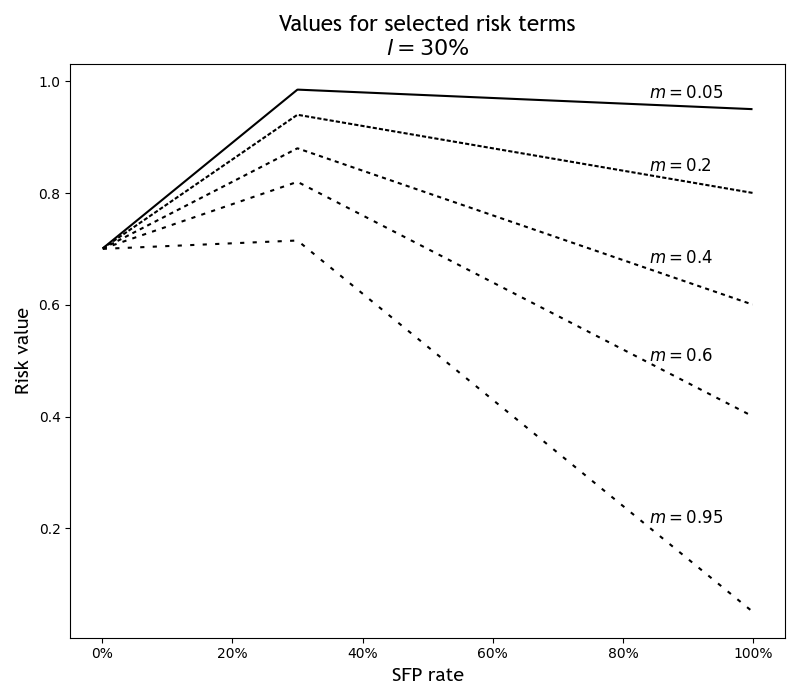 Values for selected risk terms
l = 30%
1.0
0.8
0.6
0.4
0.2
Risk value
m = 0.05
m = 0.2
m = 0.4
m = 0.6
m = 0.95
0% 20% 40% 60% 80% 100%
SFP rate